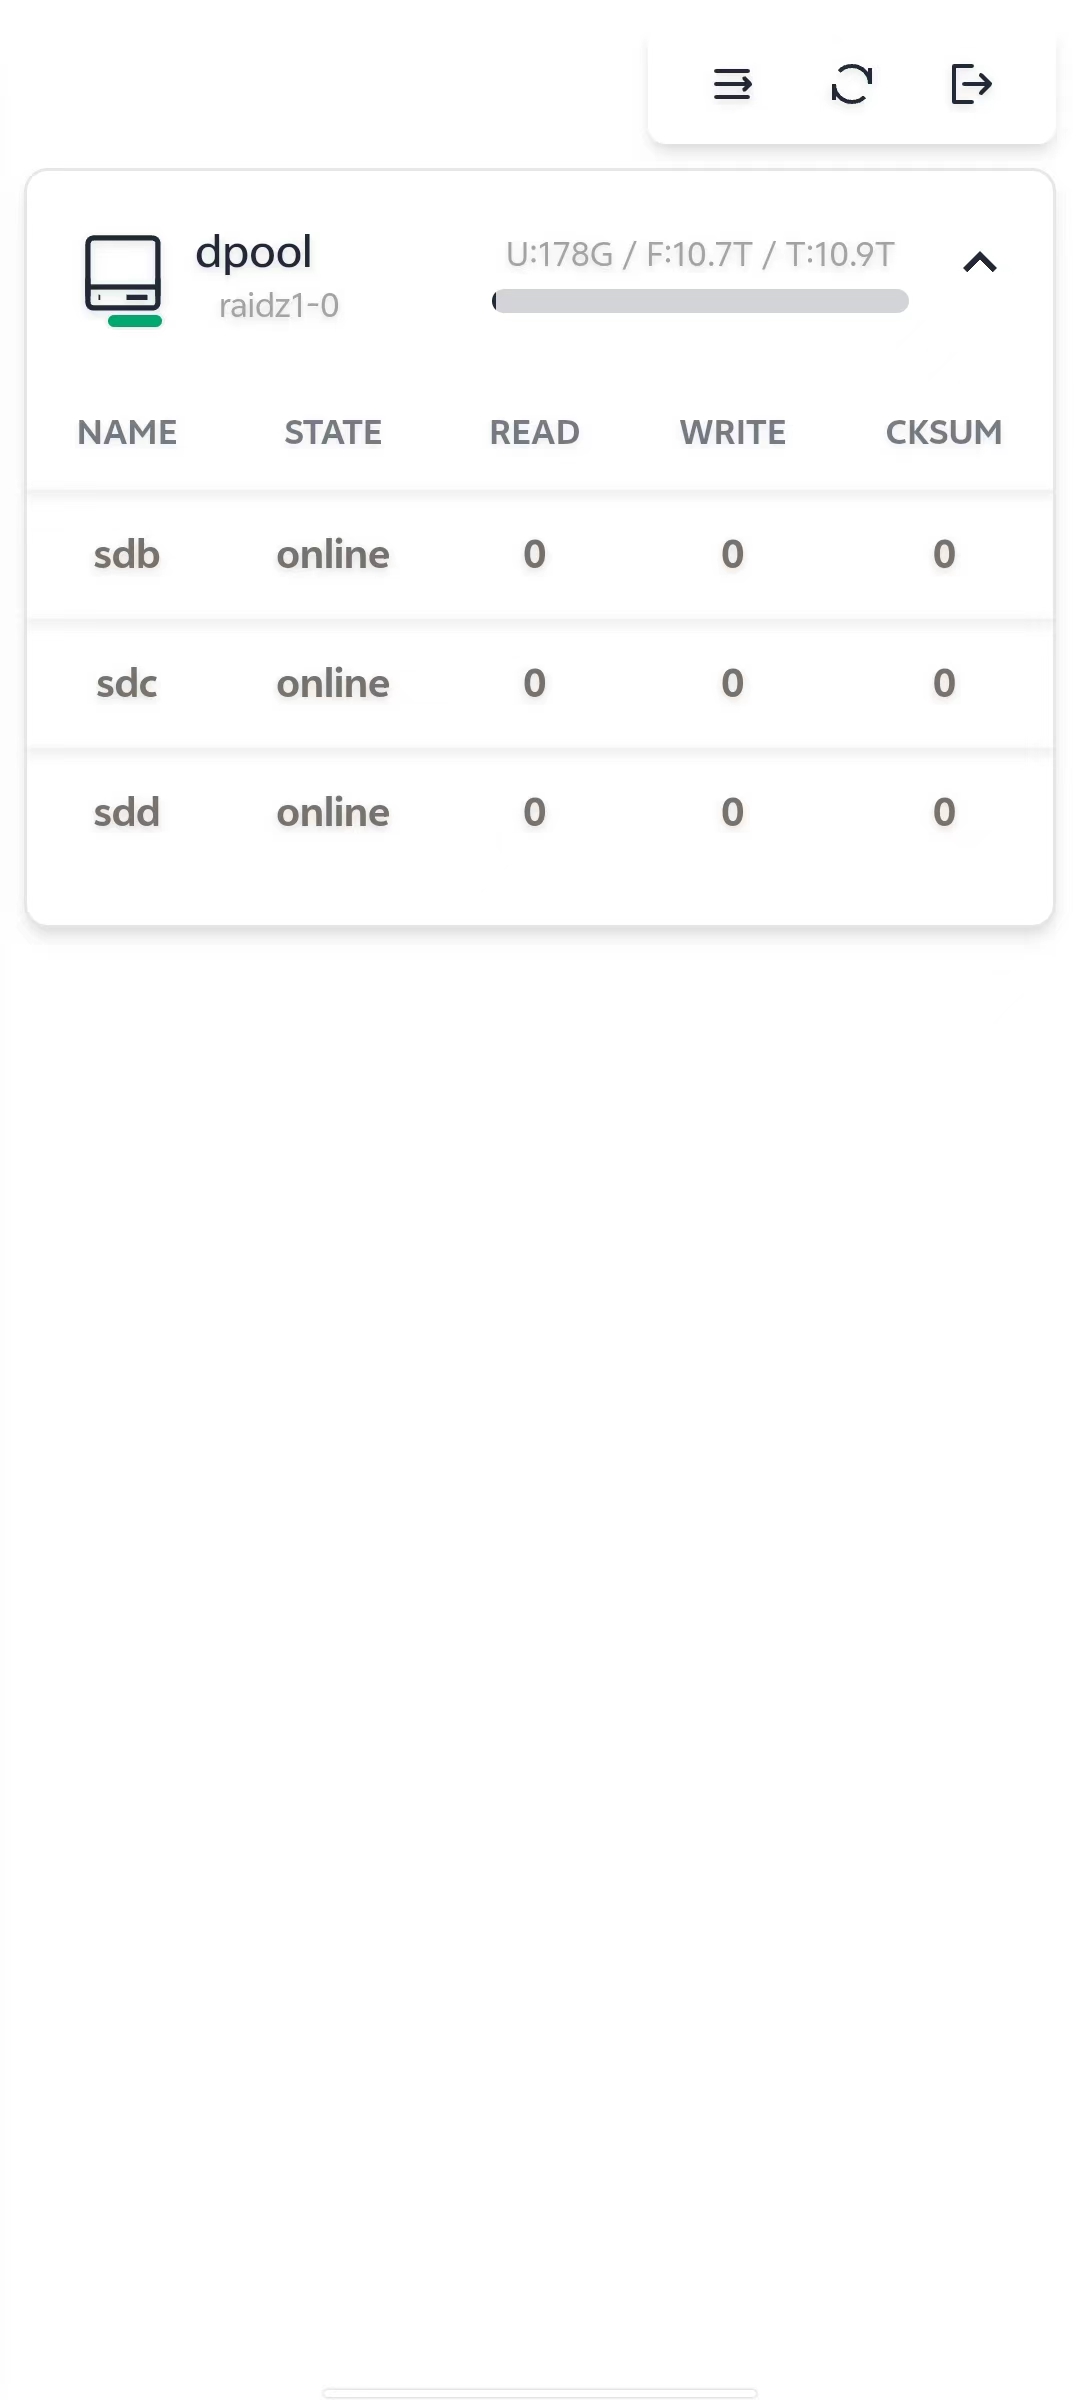 dpool
raidz1-0
U:178G / F:10.7T / T:10.9T
NAME STATE READ WRITE CKSUM
sdb online 0 0 0
sdc online 0 0 0
sdd online 0 0 0